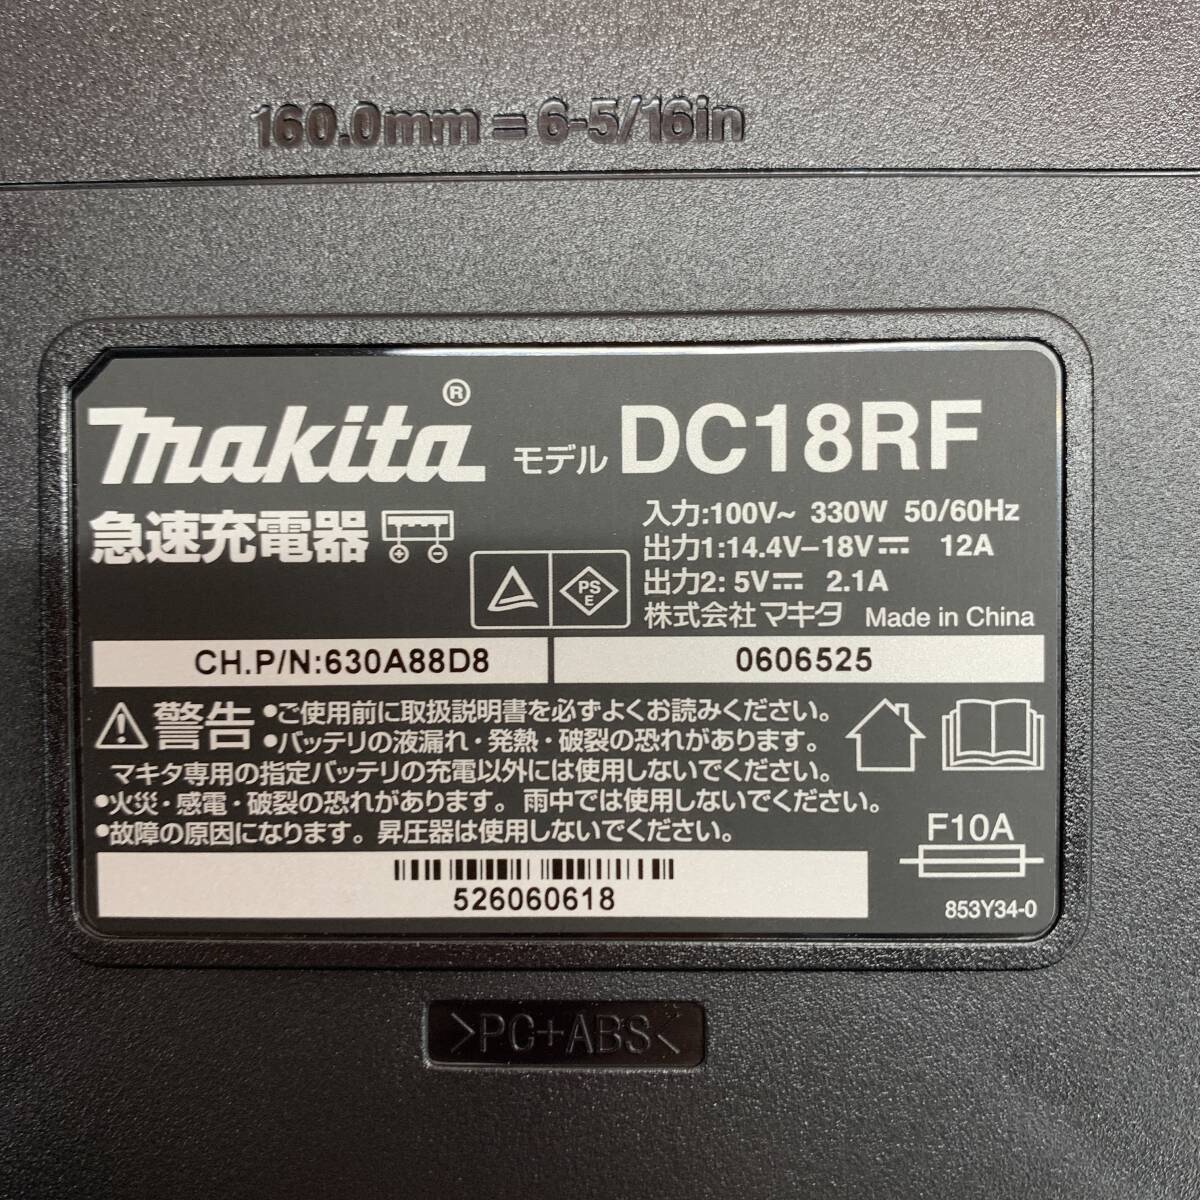 160.0mm = 6-5/16in
makita® モデル DC18RF
急速充電器
入力:100V~ 330W 50/60Hz
出力1:14.4V–18V⎓ 12A
出力2: 5V⎓ 2.1A
PS
E
株式会社 マキタ Made in China
CH.P/N:630A88D8
0606525
⚠警告 •ご使用前に取扱説明書を必ずよくお読みください。
•バッテリの液漏れ・発熱・破裂の恐れがあります。
マキタ専用の指定バッテリの充電以外には使用しないでください。
•火災・感電・破裂の恐れがあります。雨中では使用しないでください。
•故障の原因になります。昇圧器は使用しないでください。
F10A
526060618
853Y34-0
>PC+ABS<